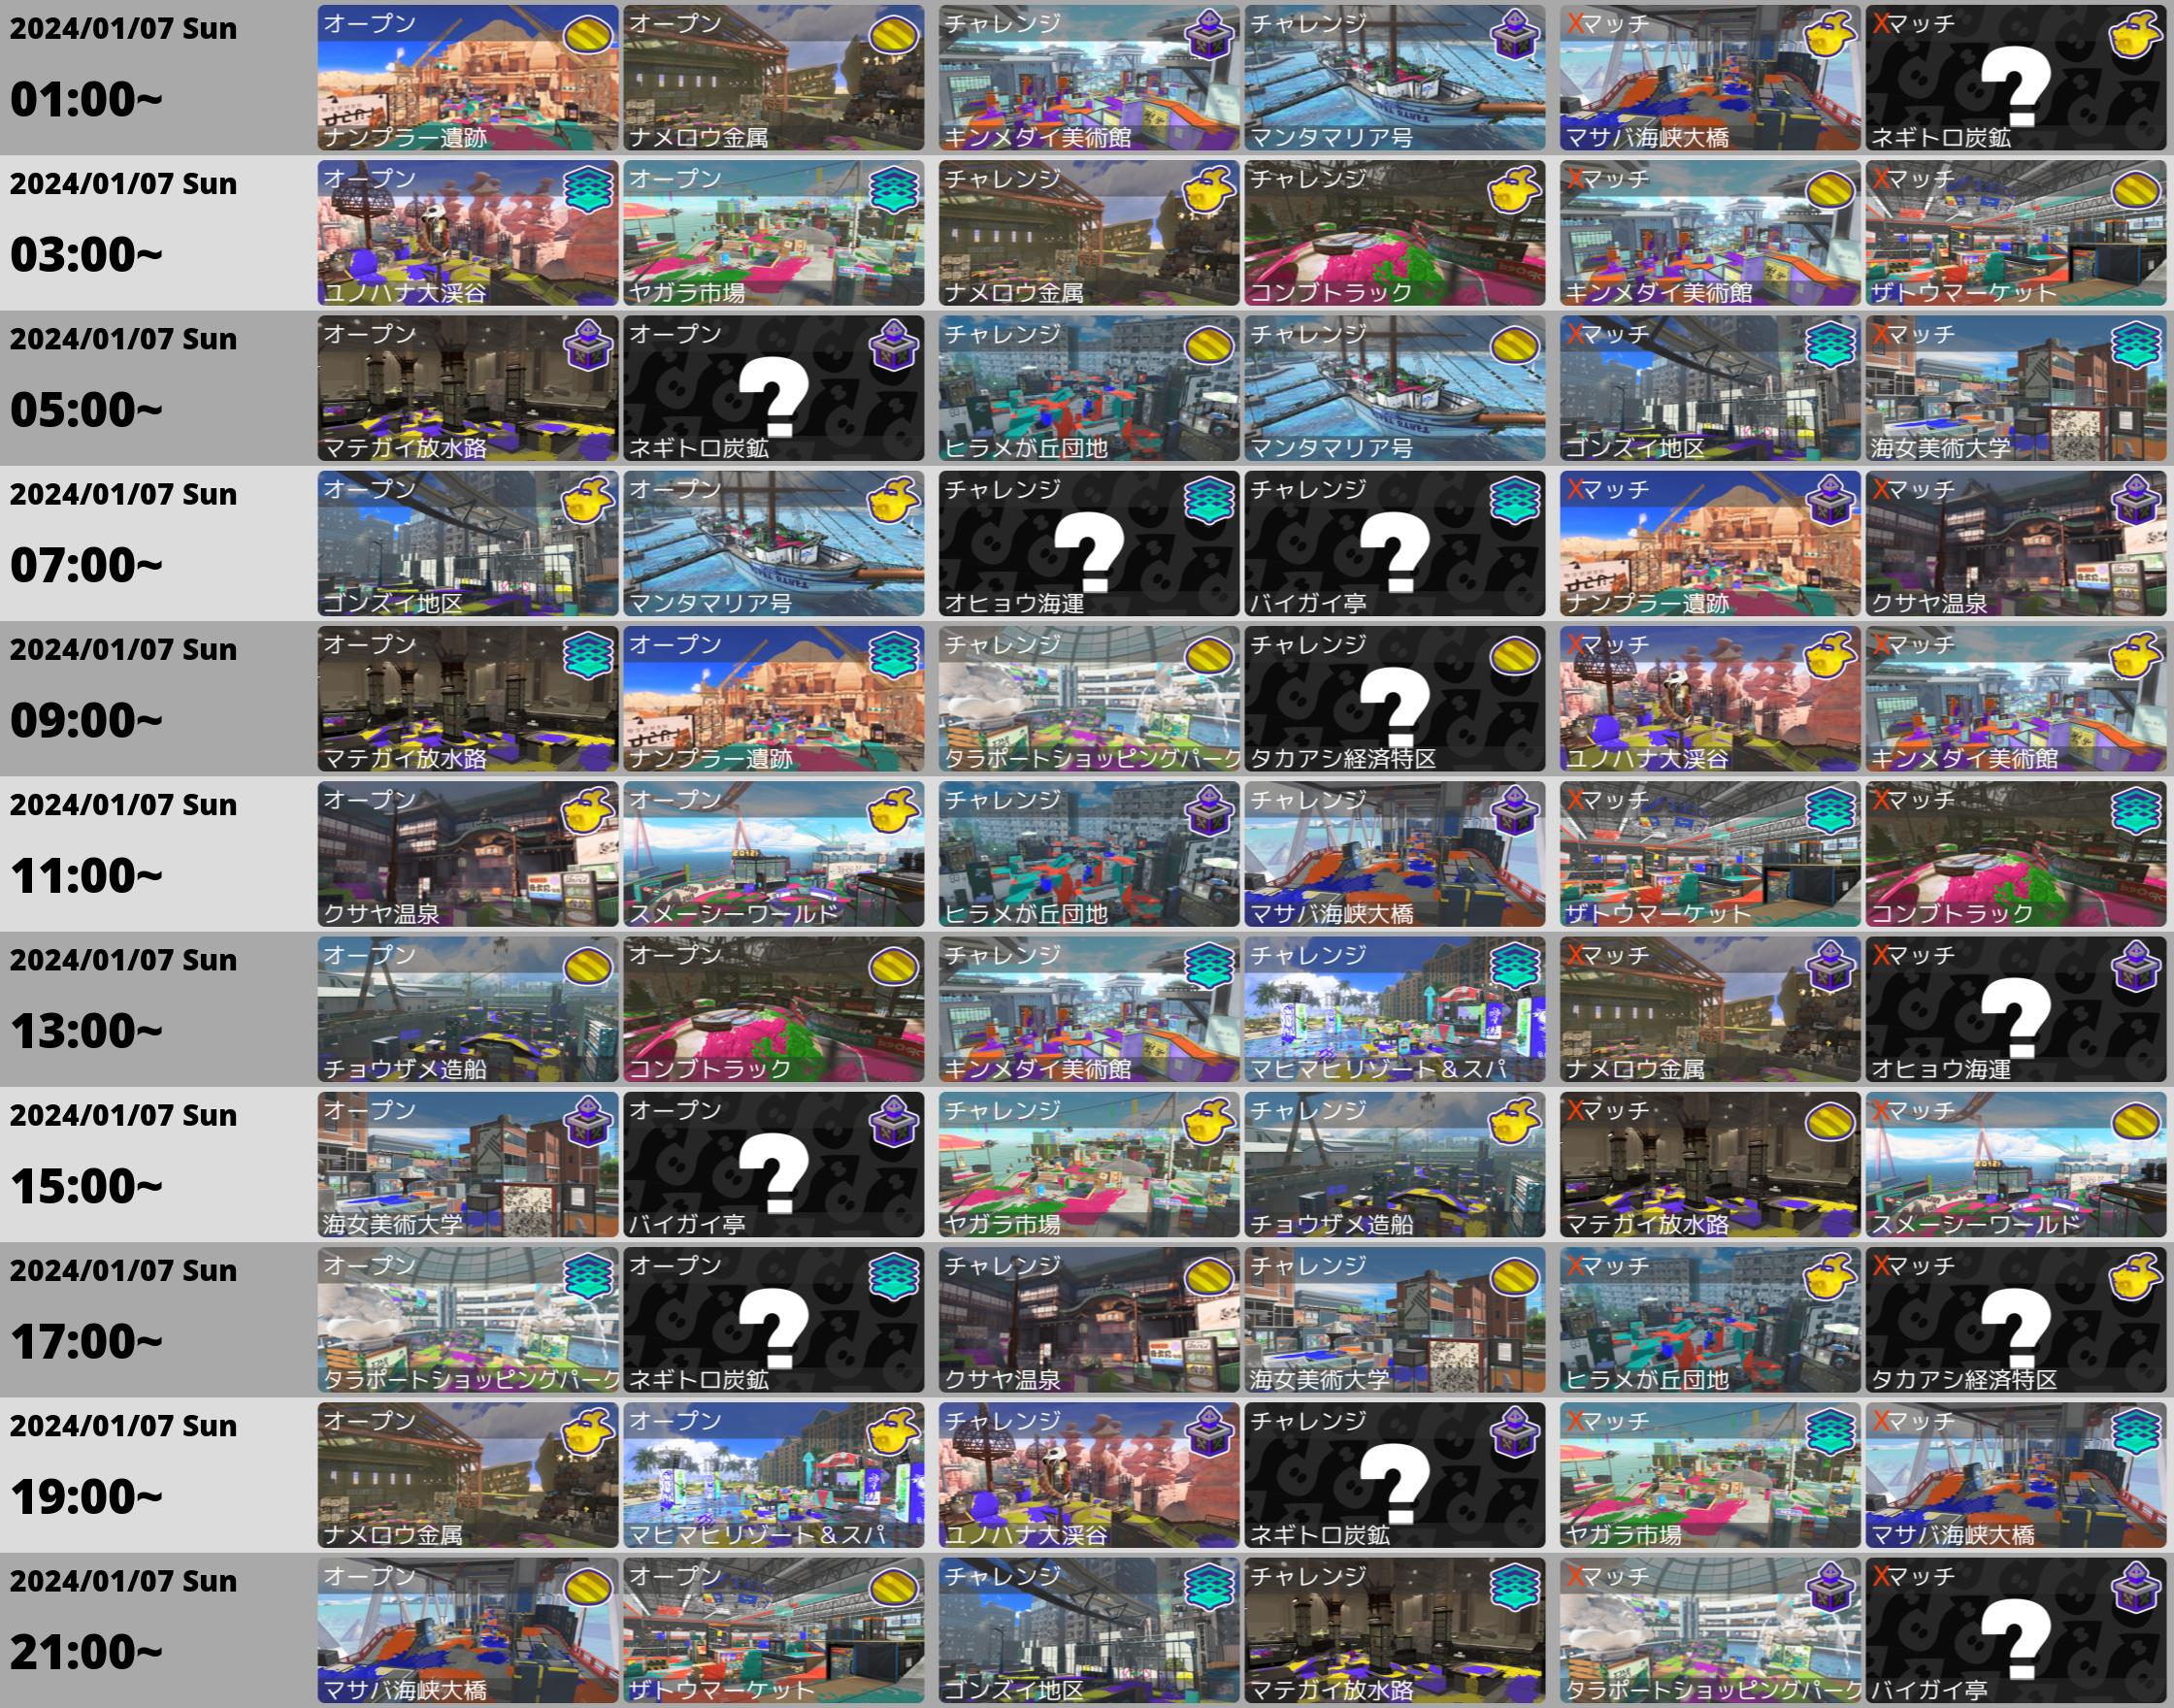 2024/01/07 Sun
01:00~
オープン
ナンプラー遺跡
オープン
ナメロウ金属
チャレンジ
キンメダイ美術館
チャレンジ
マンタマリア号
Xマッチ
マサバ海峡大橋
Xマッチ
?
ネギトロ炭鉱
2024/01/07 Sun
03:00~
オープン
ユノハナ大渓谷
オープン
ヤガラ市場
チャレンジ
ナメロウ金属
チャレンジ
コンブトラック
Xマッチ
キンメダイ美術館
Xマッチ
ザトウマーケット
2024/01/07 Sun
05:00~
オープン
マテガイ放水路
オープン
?
ネギトロ炭鉱
チャレンジ
ヒラメが丘団地
チャレンジ
マンタマリア号
Xマッチ
ゴンズイ地区
Xマッチ
海女美術大学
2024/01/07 Sun
07:00~
オープン
ゴンズイ地区
オープン
マンタマリア号
チャレンジ
?
オヒョウ海運
チャレンジ
?
バイガイ亭
Xマッチ
ナンプラー遺跡
Xマッチ
クサヤ温泉
2024/01/07 Sun
09:00~
オープン
マテガイ放水路
オープン
ナンプラー遺跡
チャレンジ
タラポートショッピングパーク
チャレンジ
?
タカアシ経済特区
Xマッチ
ユノハナ大渓谷
Xマッチ
キンメダイ美術館
2024/01/07 Sun
11:00~
オープン
クサヤ温泉
オープン
スメーシーワールド
チャレンジ
ヒラメが丘団地
チャレンジ
マサバ海峡大橋
Xマッチ
ザトウマーケット
Xマッチ
コンブトラック
2024/01/07 Sun
13:00~
オープン
チョウザメ造船
オープン
コンブトラック
チャレンジ
キンメダイ美術館
チャレンジ
マヒマヒリゾート＆スパ
Xマッチ
ナメロウ金属
Xマッチ
?
オヒョウ海運
2024/01/07 Sun
15:00~
オープン
海女美術大学
オープン
?
バイガイ亭
チャレンジ
ヤガラ市場
チャレンジ
チョウザメ造船
Xマッチ
マテガイ放水路
Xマッチ
スメーシーワールド
2024/01/07 Sun
17:00~
オープン
タラポートショッピングパーク
オープン
?
ネギトロ炭鉱
チャレンジ
クサヤ温泉
チャレンジ
海女美術大学
Xマッチ
ヒラメが丘団地
Xマッチ
?
タカアシ経済特区
2024/01/07 Sun
19:00~
オープン
ナメロウ金属
オープン
マヒマヒリゾート＆スパ
チャレンジ
ユノハナ大渓谷
チャレンジ
?
ネギトロ炭鉱
Xマッチ
ヤガラ市場
Xマッチ
マサバ海峡大橋
2024/01/07 Sun
21:00~
オープン
マサバ海峡大橋
オープン
ザトウマーケット
チャレンジ
ゴンズイ地区
チャレンジ
マテガイ放水路
Xマッチ
タラポートショッピングパーク
Xマッチ
?
バイガイ亭